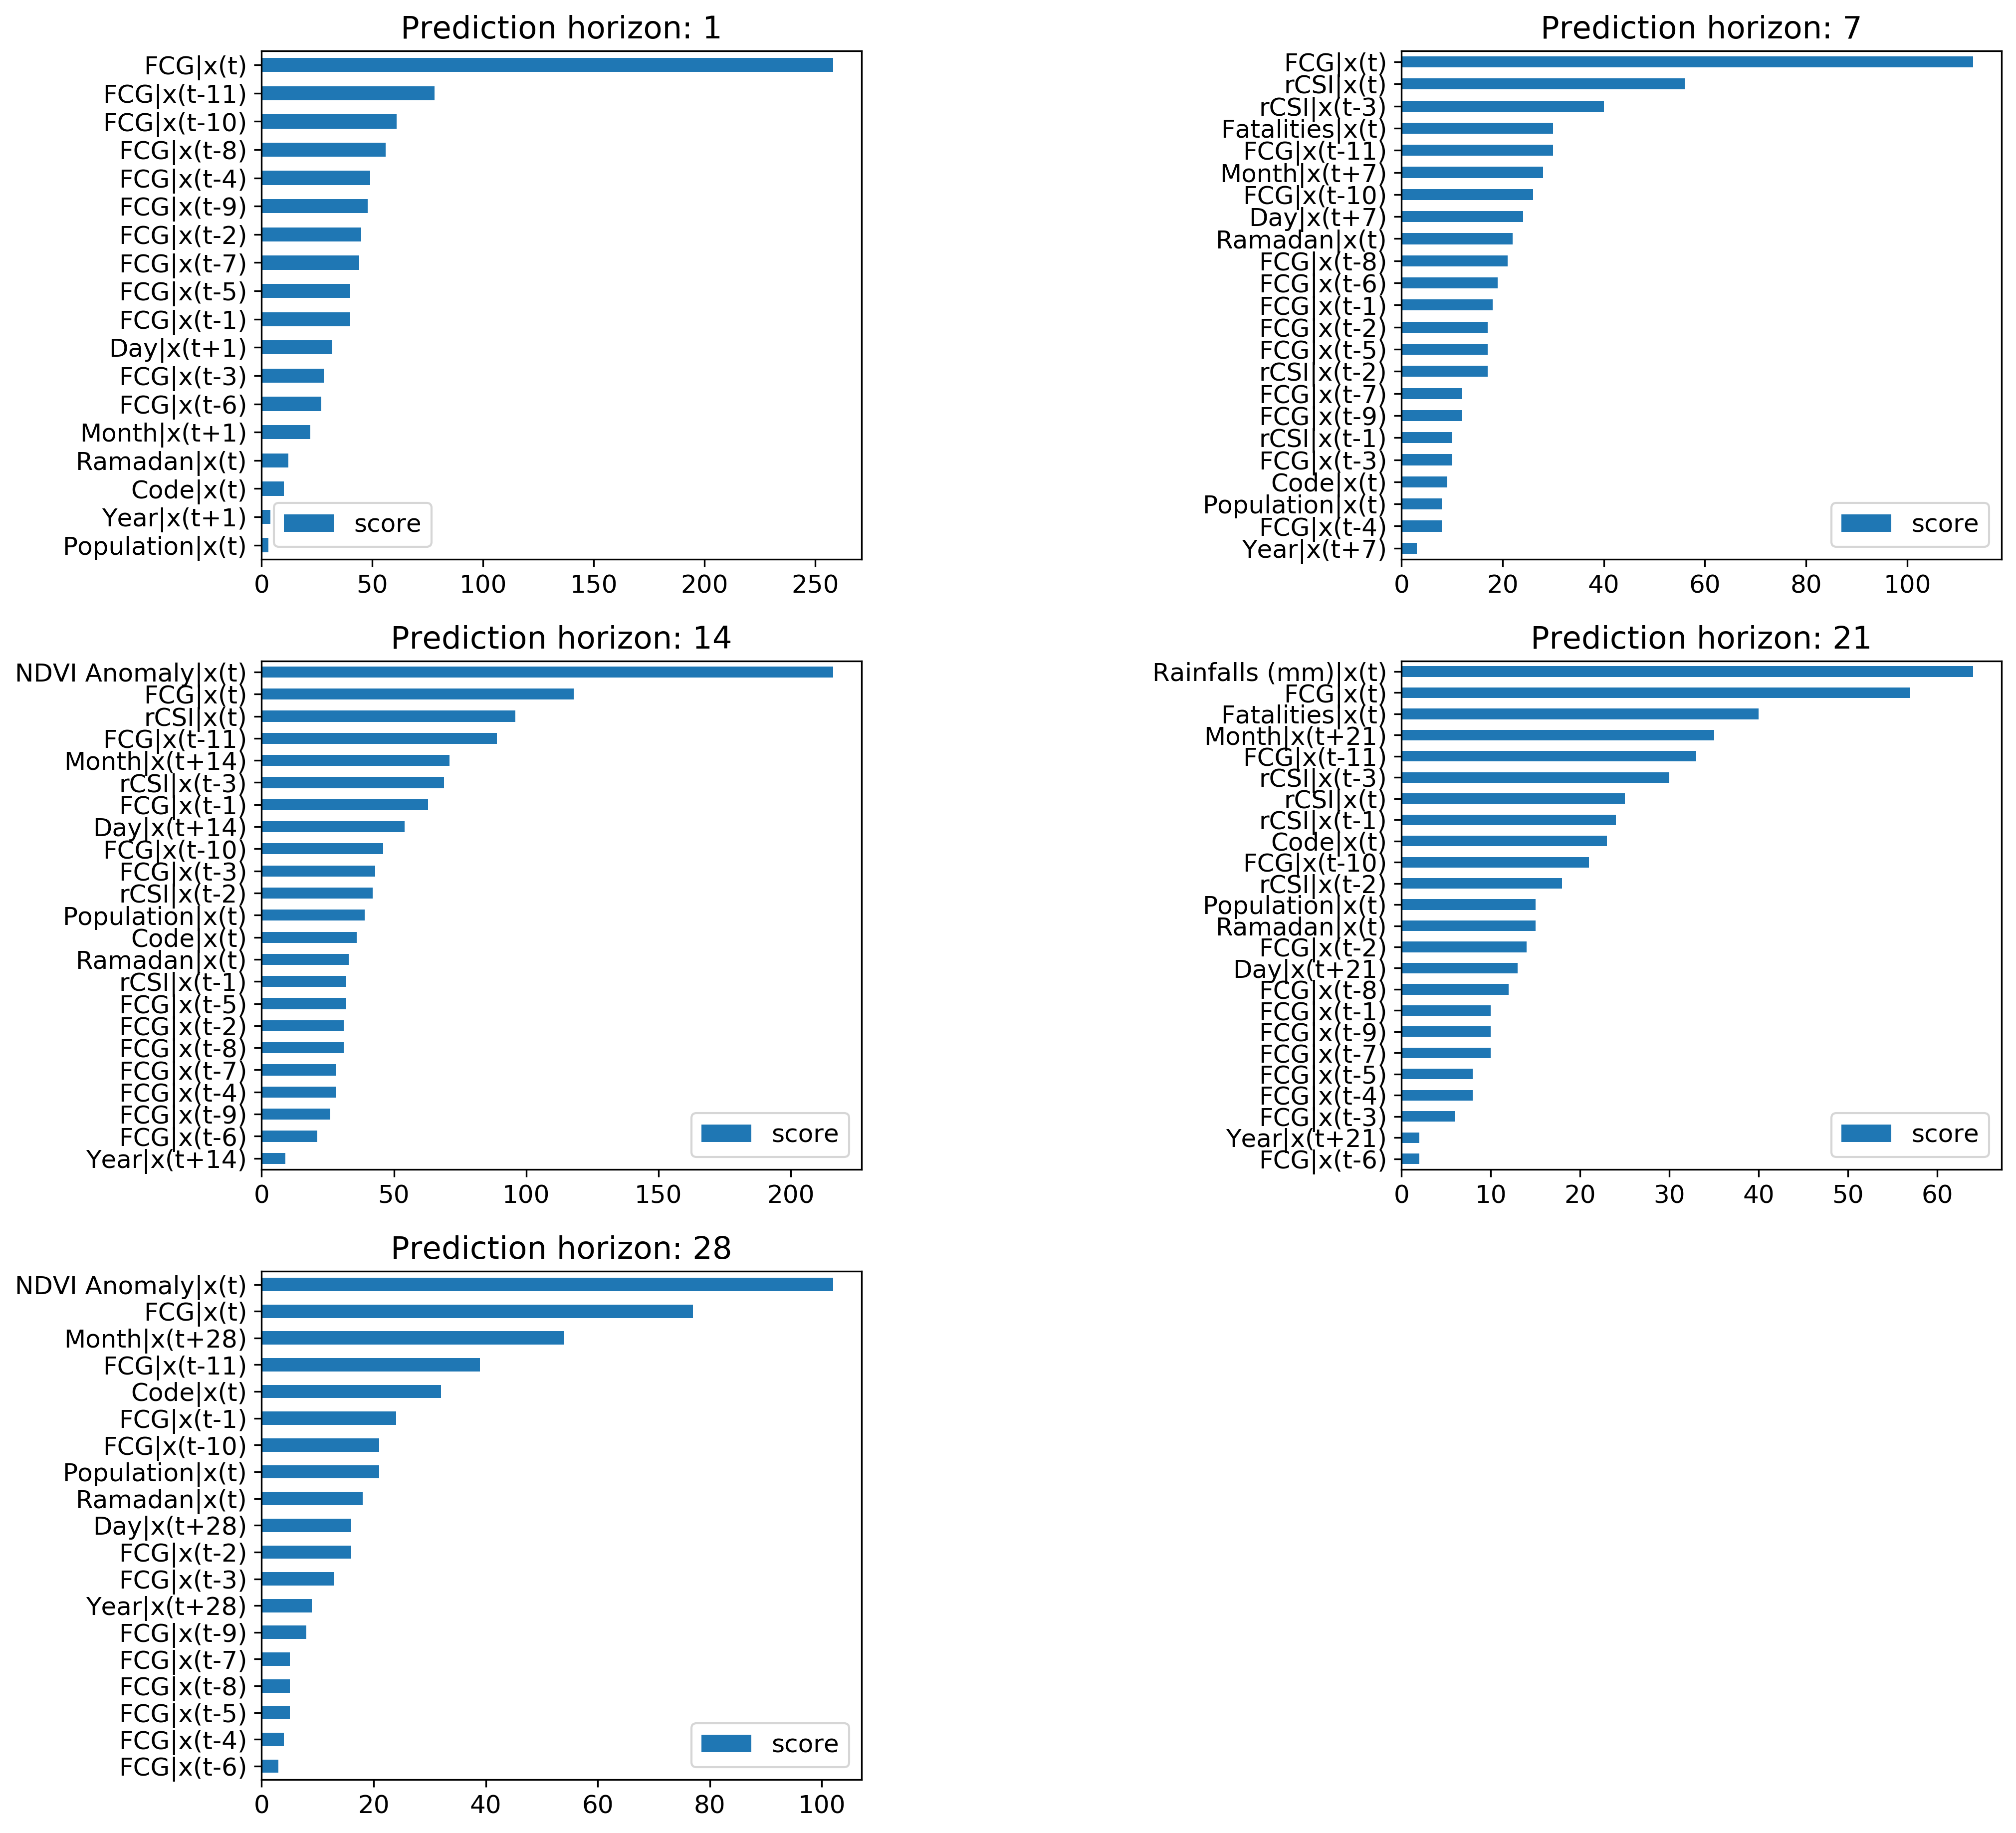 Prediction horizon: 1
FCG|x(t)
FCG|x(t-11)
FCG|x(t-10)
FCG|x(t-8)
FCG|x(t-4)
FCG|x(t-9)
FCG|x(t-2)
FCG|x(t-7)
FCG|x(t-5)
FCG|x(t-1)
Day|x(t+1)
FCG|x(t-3)
FCG|x(t-6)
Month|x(t+1)
Ramadan|x(t)
Code|x(t)
Year|x(t+1)
Population|x(t)
score
0 50 100 150 200 250
Prediction horizon: 7
FCG|x(t)
rCSI|x(t)
rCSI|x(t-3)
Fatalities|x(t)
FCG|x(t-11)
Month|x(t+7)
FCG|x(t-10)
Day|x(t+7)
Ramadan|x(t)
FCG|x(t-8)
FCG|x(t-6)
FCG|x(t-1)
FCG|x(t-2)
FCG|x(t-5)
rCSI|x(t-2)
FCG|x(t-7)
FCG|x(t-9)
rCSI|x(t-1)
FCG|x(t-3)
Code|x(t)
Population|x(t)
FCG|x(t-4)
Year|x(t+7)
score
0 20 40 60 80 100
Prediction horizon: 14
NDVI Anomaly|x(t)
FCG|x(t)
rCSI|x(t)
FCG|x(t-11)
Month|x(t+14)
rCSI|x(t-3)
FCG|x(t-1)
Day|x(t+14)
FCG|x(t-10)
FCG|x(t-3)
rCSI|x(t-2)
Population|x(t)
Code|x(t)
Ramadan|x(t)
rCSI|x(t-1)
FCG|x(t-5)
FCG|x(t-2)
FCG|x(t-8)
FCG|x(t-7)
FCG|x(t-4)
FCG|x(t-9)
FCG|x(t-6)
Year|x(t+14)
score
0 50 100 150 200
Prediction horizon: 21
Rainfalls (mm)|x(t)
FCG|x(t)
Fatalities|x(t)
Month|x(t+21)
FCG|x(t-11)
rCSI|x(t-3)
rCSI|x(t)
rCSI|x(t-1)
Code|x(t)
FCG|x(t-10)
rCSI|x(t-2)
Population|x(t)
Ramadan|x(t)
FCG|x(t-2)
Day|x(t+21)
FCG|x(t-8)
FCG|x(t-1)
FCG|x(t-9)
FCG|x(t-7)
FCG|x(t-5)
FCG|x(t-4)
FCG|x(t-3)
Year|x(t+21)
FCG|x(t-6)
score
0 10 20 30 40 50 60
Prediction horizon: 28
NDVI Anomaly|x(t)
FCG|x(t)
Month|x(t+28)
FCG|x(t-11)
Code|x(t)
FCG|x(t-1)
FCG|x(t-10)
Population|x(t)
Ramadan|x(t)
Day|x(t+28)
FCG|x(t-2)
FCG|x(t-3)
Year|x(t+28)
FCG|x(t-9)
FCG|x(t-7)
FCG|x(t-8)
FCG|x(t-5)
FCG|x(t-4)
FCG|x(t-6)
score
0 20 40 60 80 100